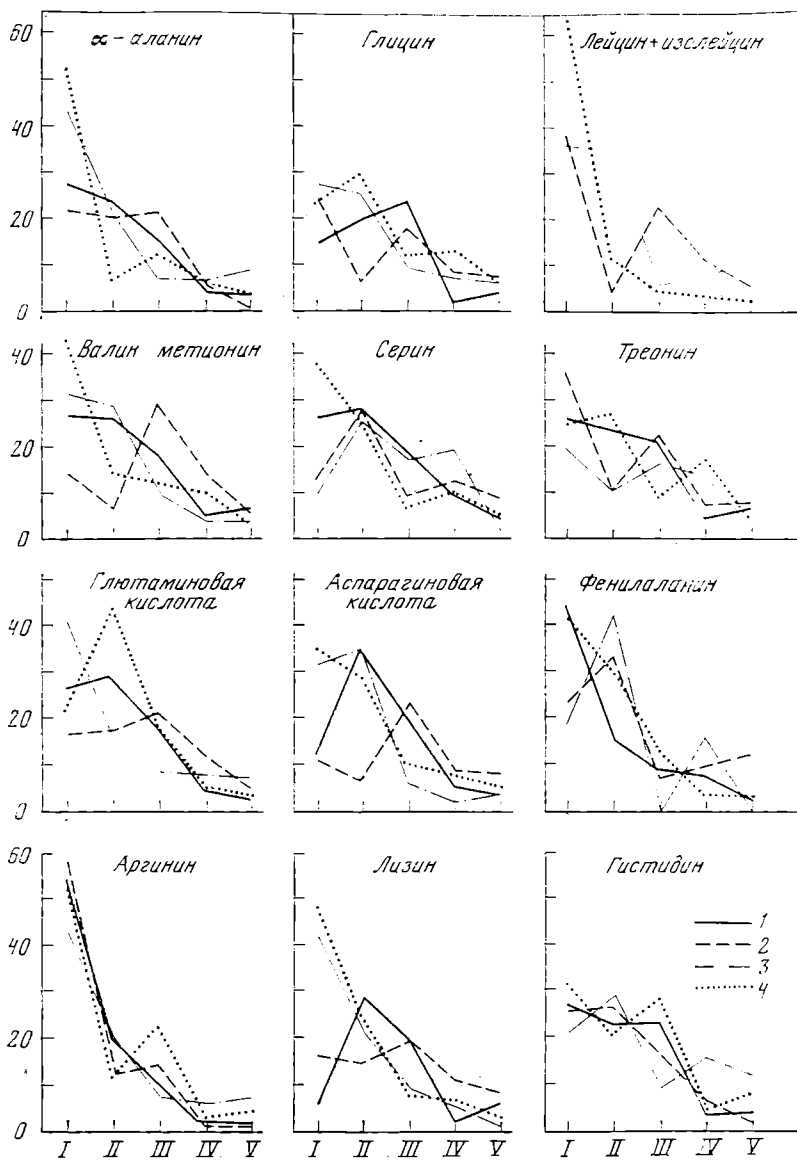 60
40
20
0
α-аланин
Глицин
Лейцин+изолейцин
40
20
0
Валин метионин
Серин
Треонин
40
20
0
Глютаминовая
кислота
Аспарагиновая
кислота
Фенилаланин
60
40
20
0
Аргинин
Лизин
Гистидин
1
2
3
4
I II III IV V
I II III IV V
I II III IV V